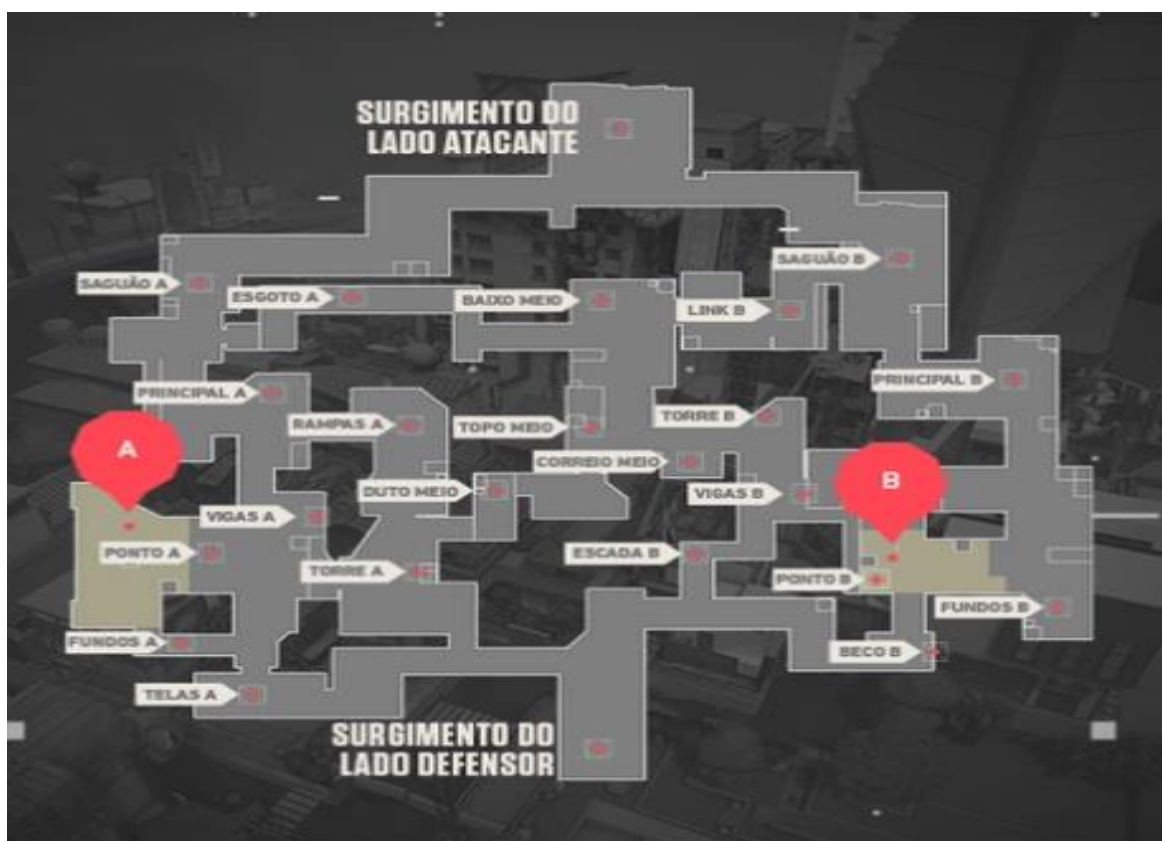 SURGIMENTO DO
LADO ATACANTE
SAGUÃO B
SAGUÃO A
ESGOTO A
BAIXO MEIO
LINK B
PRINCIPAL B
PRINCIPAL A
RAMPAS A
TOPO MEIO
TORRE B
A
CORREIO MEIO
B
DUTO MEIO
VIGAS B
VIGAS A
PONTO A
ESCADA B
TORRE A
PONTO B
FUNDOS B
FUNDOS A
BECO B
TELAS A
SURGIMENTO DO
LADO DEFENSOR